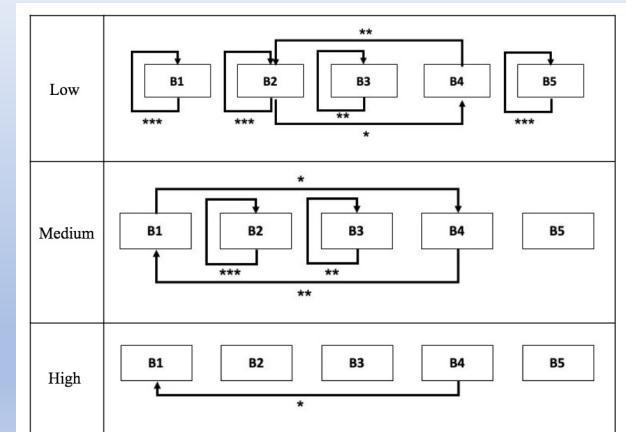 **
Low
B1 B2 B3 B4 B5
*** *** ** ***
*
*
Medium
B1 B2 B3 B4 B5
*** **
**
High
B1 B2 B3 B4 B5
*